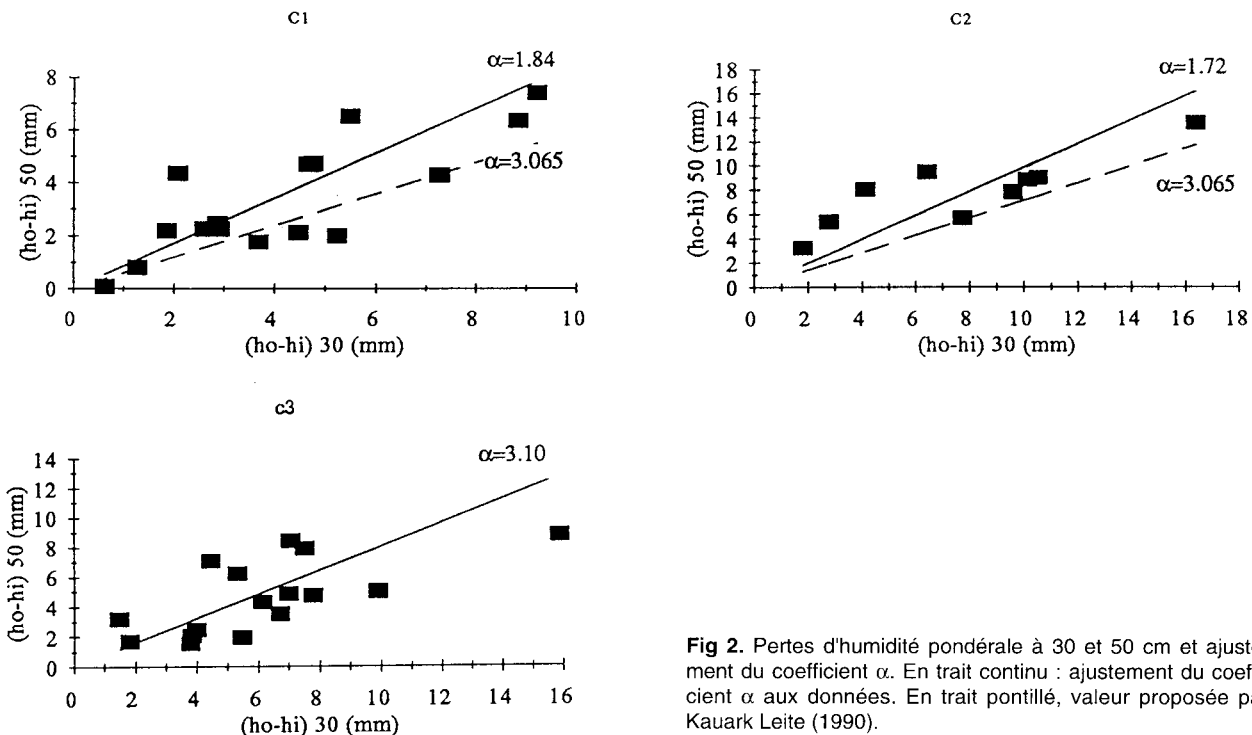 C1
α=1.84
α=3.065
(ho-hi) 50 (mm)
8
6
4
2
0
0 2 4 6 8 10
(ho-hi) 30 (mm)
C2
α=1.72
α=3.065
(ho-hi) 50 (mm)
18
16
14
12
10
8
6
4
2
0
0 2 4 6 8 10 12 14 16 18
(ho-hi) 30 (mm)
c3
α=3.10
(ho-hi) 50 (mm)
14
12
10
8
6
4
2
0
0 2 4 6 8 10 12 14 16
(ho-hi) 30 (mm)
Fig 2. Pertes d'humidité pondérale à 30 et 50 cm et ajuste-
ment du coefficient α. En trait continu : ajustement du coef-
cient α aux données. En trait pontillé, valeur proposée pa
Kauark Leite (1990).